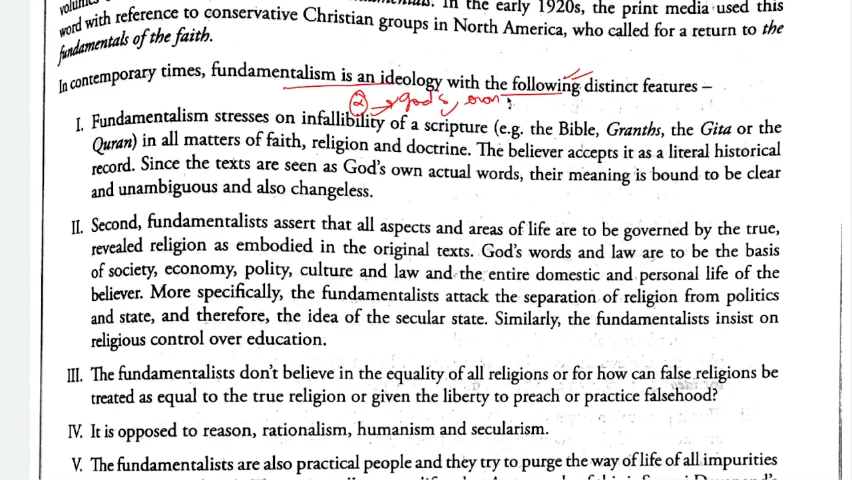 volumes In the early 1920s, the print media used this
word with reference to conservative Christian groups in North America, who called for a return to the
fundamentals of the faith.
In contemporary times, fundamentalism is an ideology with the following distinct features –
② → god's, own
I. Fundamentalism stresses on infallibility of a scripture (e.g. the Bible, Granths, the Gita or the
Quran) in all matters of faith, religion and doctrine. The believer accepts it as a literal historical
record. Since the texts are seen as God's own actual words, their meaning is bound to be clear
and unambiguous and also changeless.
II. Second, fundamentalists assert that all aspects and areas of life are to be governed by the true,
revealed religion as embodied in the original texts. God's words and law are to be the basis
of society, economy, polity, culture and law and the entire domestic and personal life of the
believer. More specifically, the fundamentalists attack the separation of religion from politics
and state, and therefore, the idea of the secular state. Similarly, the fundamentalists insist on
religious control over education.
III. The fundamentalists don't believe in the equality of all religions or for how can false religions be
treated as equal to the true religion or given the liberty to preach or practice falsehood?
IV. It is opposed to reason, rationalism, humanism and secularism.
V. The fundamentalists are also practical people and they try to purge the way of life of all impurities